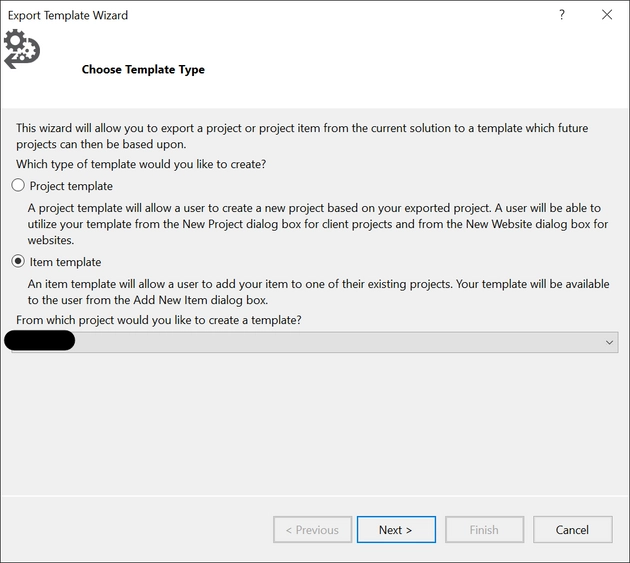 Export Template Wizard
?
Choose Template Type
This wizard will allow you to export a project or project item from the current solution to a template which future
projects can then be based upon.
Which type of template would you like to create?
Project template
A project template will allow a user to create a new project based on your exported project. A user will be able to
utilize your template from the New Project dialog box for client projects and from the New Website dialog box for
websites.
Item template
An item template will allow a user to add your item to one of their existing projects. Your template will be available
to the user from the Add New Item dialog box.
From which project would you like to create a template?
< Previous Next > Finish Cancel